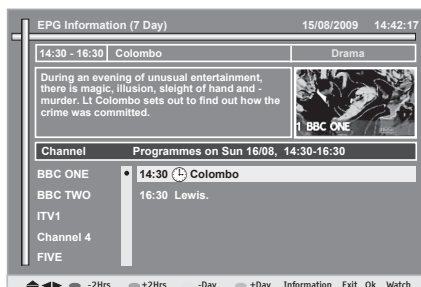 EPG Information (7 Day) 15/08/2009 14:42:17
14:30 - 16:30 Colombo Drama
During an evening of unusual entertainment,
there is magic, illusion, sleight of hand and -
murder. Lt Colombo sets out to find out how the
crime was committed.
1 BBC ONE
Channel Programmes on Sun 16/08, 14:30-16:30
BBC ONE 14:30 Colombo
BBC TWO 16:30 Lewis.
ITV1
Channel 4
FIVE
-2Hrs +2Hrs -Day +Day Information Exit Ok Watch